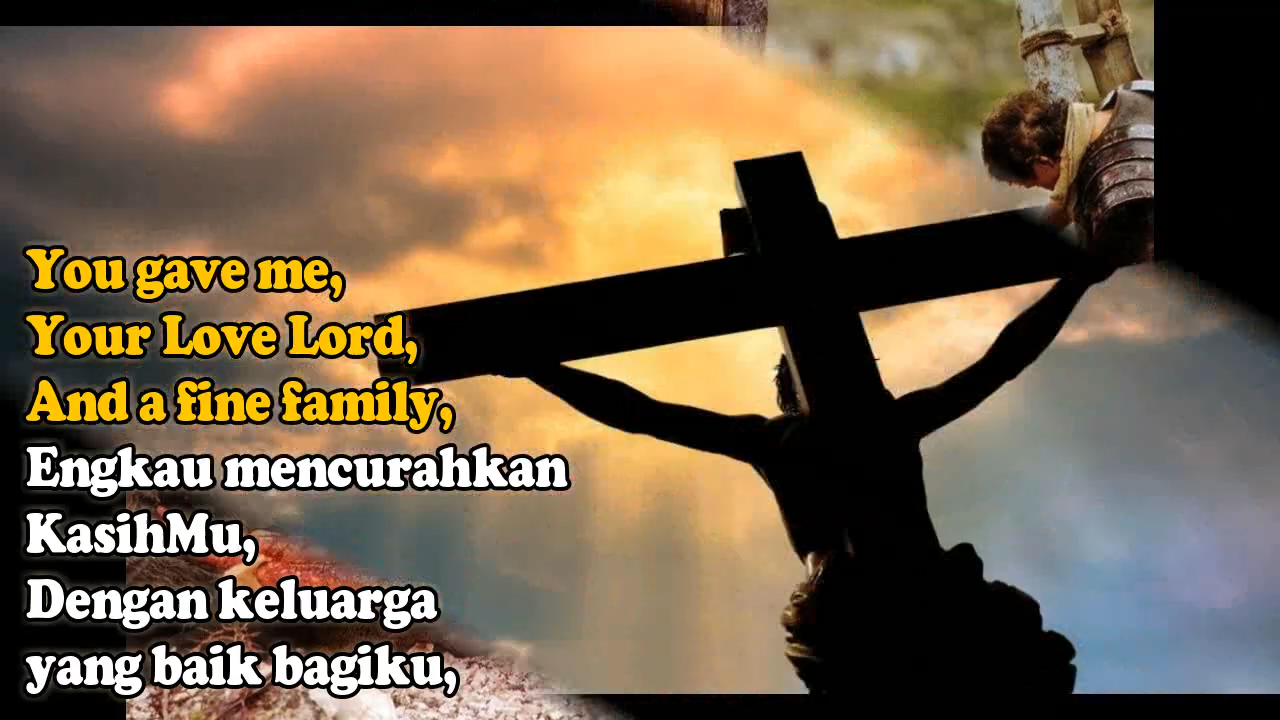 You gave me,
Your Love Lord,
And a fine family,
Engkau mencurahkan
KasihMu,
Dengan keluarga
yang baik bagiku,